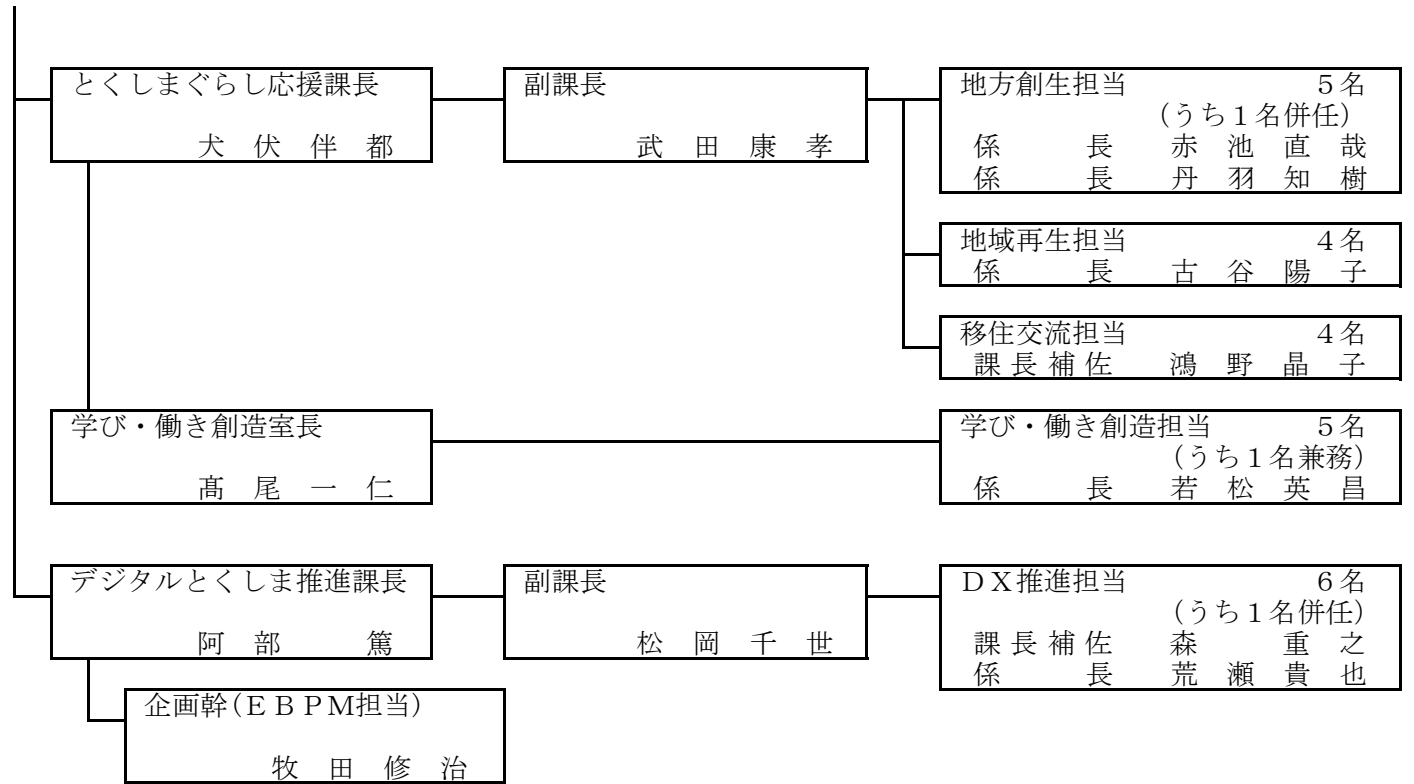 とくしまぐらし応援課長
犬伏伴都
副課長
武田康孝
地方創生担当 5名
(うち1名併任)
係長 赤池直哉
係長 丹羽知樹
地域再生担当 4名
係長 古谷陽子
移住交流担当 4名
課長補佐 鴻野晶子
学び・働き創造室長
髙尾一仁
学び・働き創造担当 5名
(うち1名兼務)
係長 若松英昌
デジタルとくしま推進課長
阿部篤
副課長
松岡千世
DX推進担当 6名
(うち1名併任)
課長補佐 森重之
係長 荒瀬貴也
企画幹(EBPM担当)
牧田修治